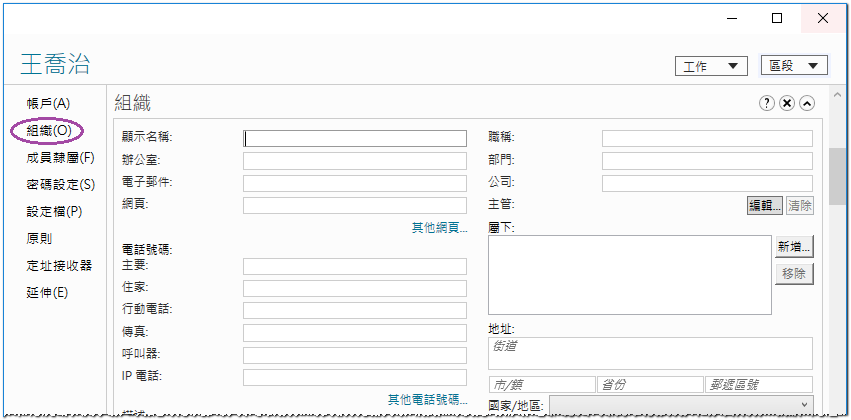 王喬治
工作
區段
帳戶(A)
組織(O)
成員隸屬(F)
密碼設定(S)
設定檔(P)
原則
定址接收器
延伸(E)
組織
?
顯示名稱:
辦公室:
電子郵件:
網頁:
其他網頁...
電話號碼:
主要:
住家:
行動電話:
傳真:
呼叫器:
IP 電話:
其他電話號碼...
職稱:
部門:
公司:
主管:
編輯...
清除
屬下:
新增...
移除
地址:
街道
市/鎮
省份
郵遞區號
國家/地區: